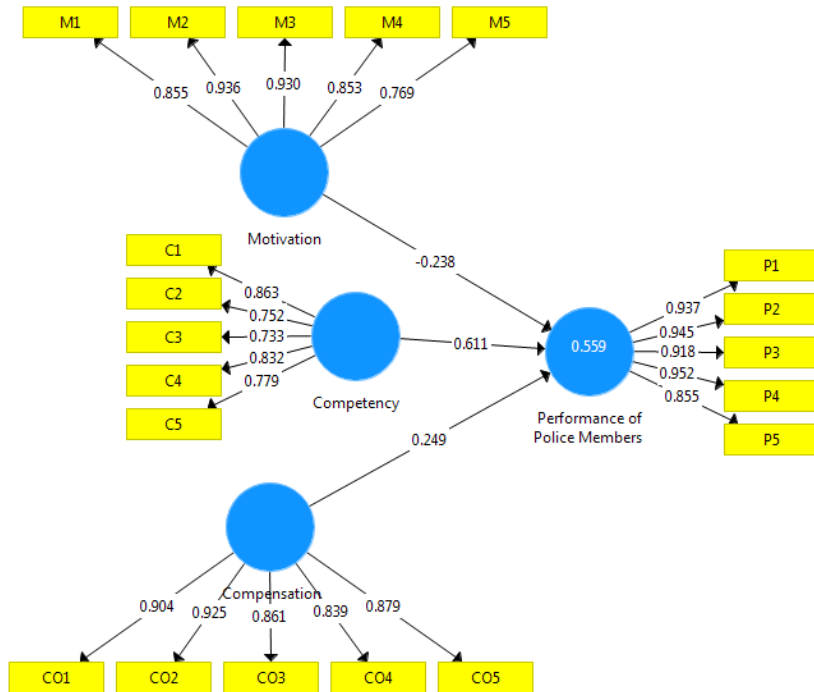 M1 M2 M3 M4 M5
0.855 0.936 0.930 0.853 0.769
Motivation
-0.238
C1
C2
C3
C4
C5
0.863
0.752
0.733
0.832
0.779
Competency
0.611
0.559
Performance of
Police Members
P1
P2
P3
P4
P5
0.937
0.945
0.918
0.952
0.855
0.249
Compensation
0.904 0.925 0.861 0.839 0.879
CO1 CO2 CO3 CO4 CO5